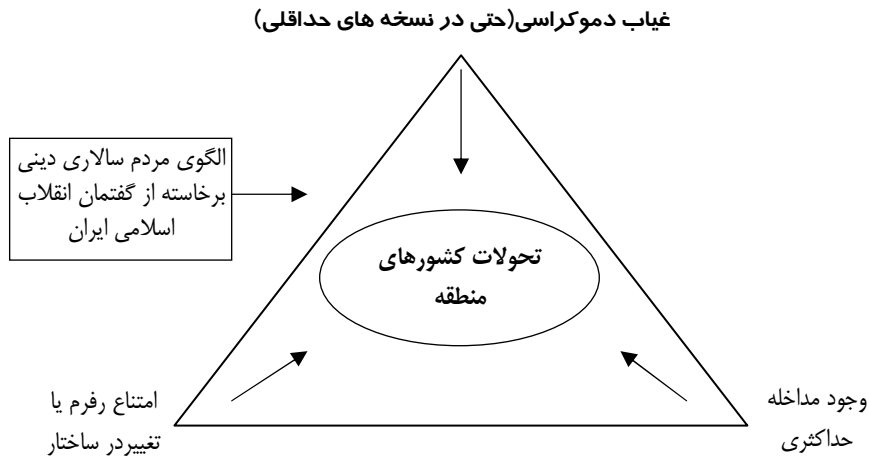 غیاب دموکراسی(حتی در نسخه های حداقلی)
الگوی مردم سالاری دینی
برخاسته از گفتمان انقلاب
اسلامی ایران
تحولات کشورهای
منطقه
وجود مداخله
حداکثری
امتناع رفرم یا
تغییردر ساختار